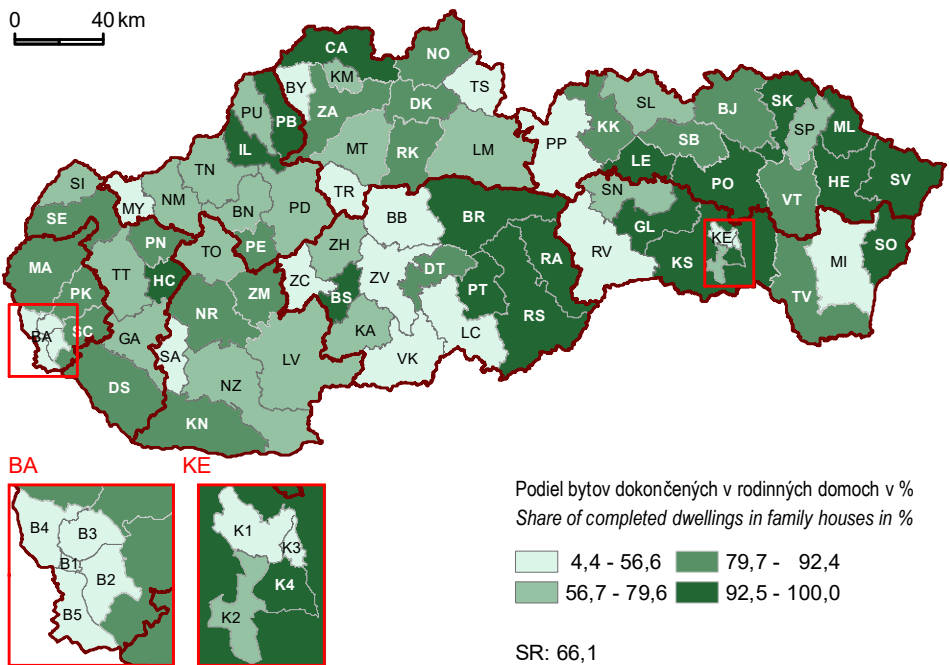 0 40 km
CA
NO
BY
KM
TS
PU
PB
ZA
DK
SL
BJ
SK
KK
SP
ML
IL
MT
RK
LM
PP
SB
LE
PO
HE
SV
TN
SI
MY
NM
BN
PD
TR
SN
VT
SE
BB
BR
GL
KE
SO
PN
TO
PE
ZH
RV
KS
MI
MA
TT
HC
ZC
ZV
DT
RA
TV
PK
ZM
BS
PT
NR
RS
BA
SC
GA
KA
LC
SA
LV
VK
DS
NZ
KN
BA
KE
B4
B3
B1
B2
B5
K1
K3
K4
K2
Podiel bytov dokončených v rodinných domoch v %
Share of completed dwellings in family houses in %
4,4 - 56,6
79,7 - 92,4
56,7 - 79,6
92,5 - 100,0
SR: 66,1